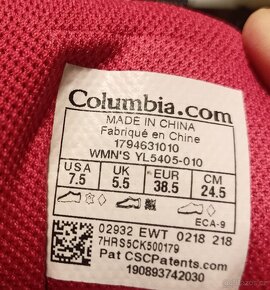 Columbia.com
MADE IN CHINA
Fabriqué en Chine
1794631010
WMN'S YL5405-010
USA UK EUR CM
7.5 5.5 38.5 24.5
ECA-9
02932 EWT 0218 218
7HRS5CK500179
Pat CSCPatents.com
190893742030